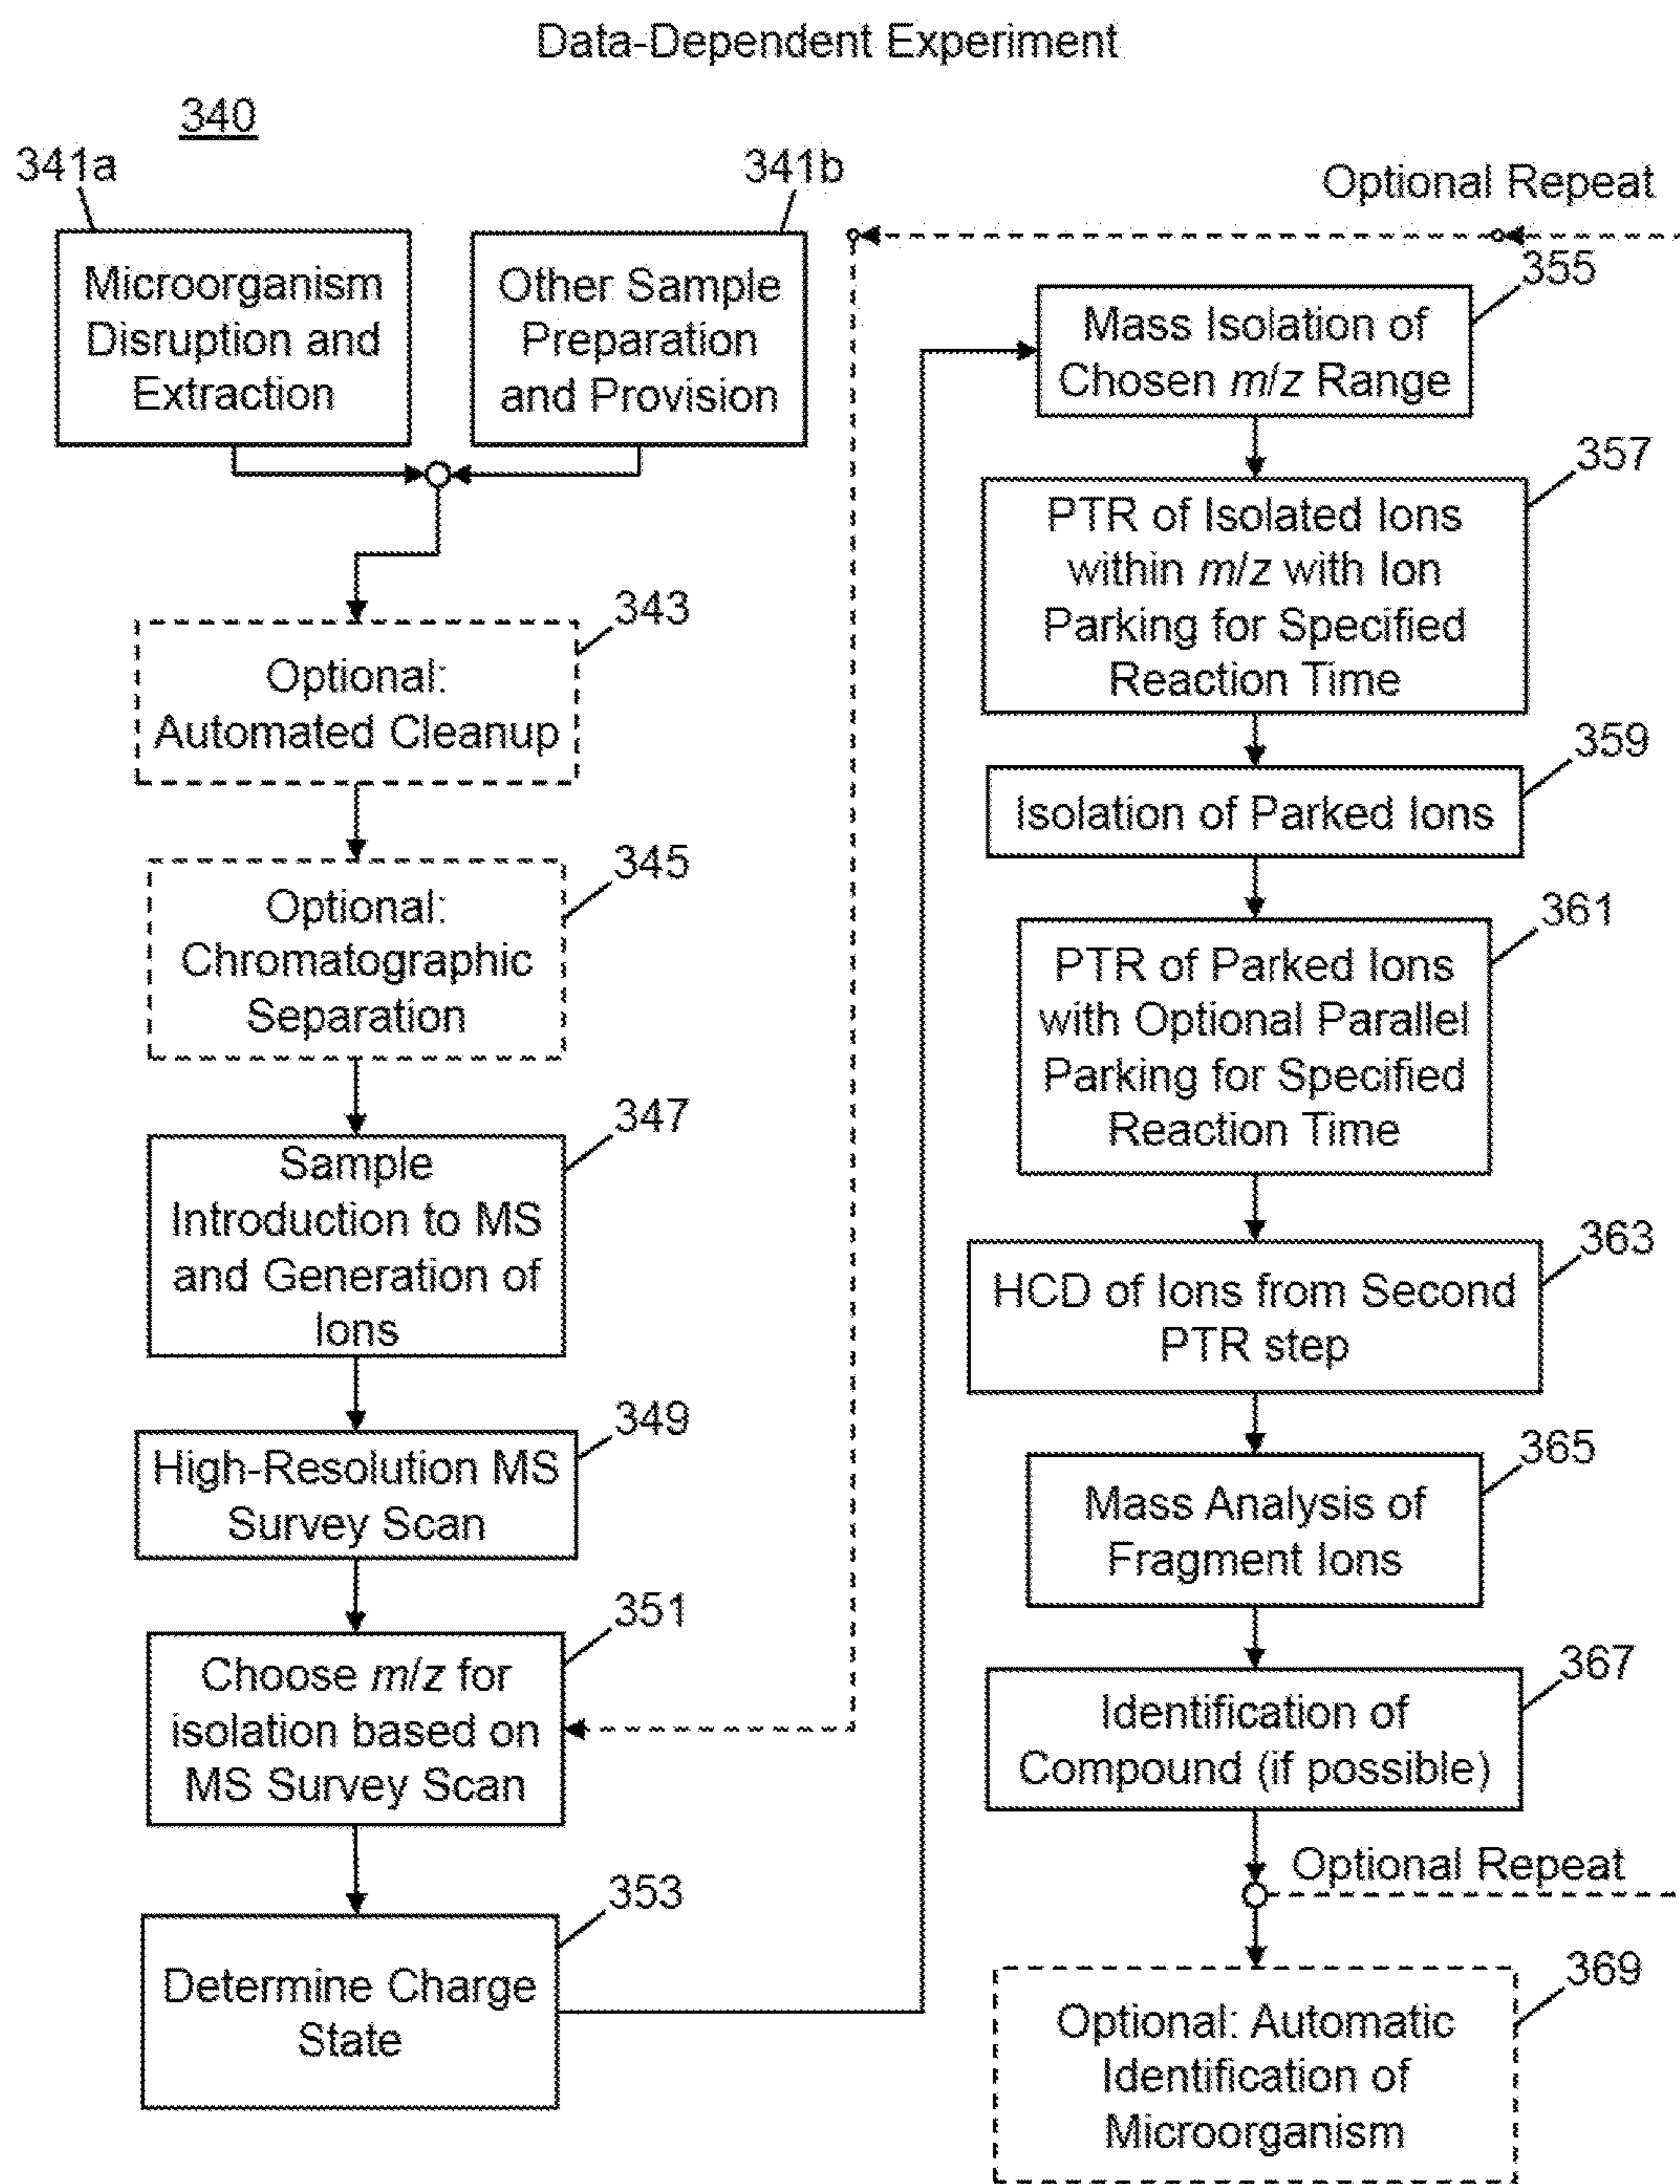 Data-Dependent Experiment
340
341a
341b
Microorganism
Disruption and
Extraction
Other Sample
Preparation
and Provision
343
Optional:
Automated Cleanup
345
Optional:
Chromatographic
Separation
347
Sample
Introduction to MS
and Generation of
Ions
349
High-Resolution MS
Survey Scan
351
Choose m/z for
isolation based on
MS Survey Scan
353
Determine Charge
State
Optional Repeat
355
Mass Isolation of
Chosen m/z Range
357
PTR of Isolated Ions
within m/z with Ion
Parking for Specified
Reaction Time
359
Isolation of Parked Ions
361
PTR of Parked Ions
with Optional Parallel
Parking for Specified
Reaction Time
363
HCD of Ions from Second
PTR step
365
Mass Analysis of
Fragment Ions
367
Identification of
Compound (if possible)
Optional Repeat
369
Optional: Automatic
Identification of
Microorganism